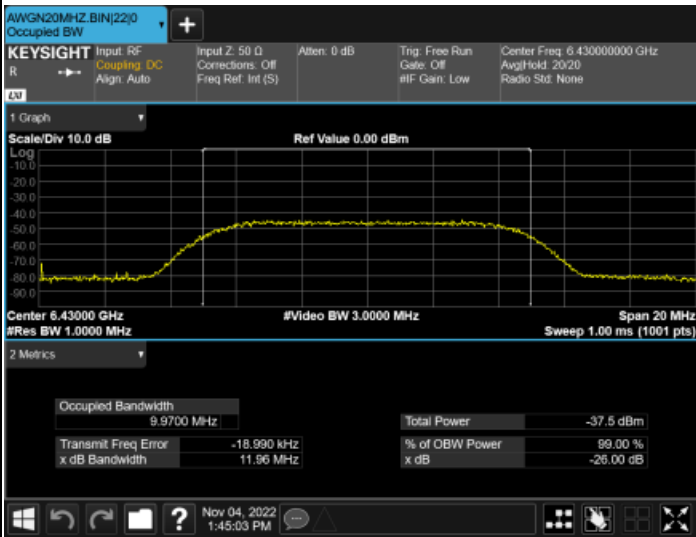 AWGN20MHZ.BIN|22|0
Occupied BW
+
KEYSIGHT
R
LXI
Input: RF
Coupling: DC
Align: Auto
Input Z: 50 Ω
Corrections: Off
Freq Ref: Int (S)
Atten: 0 dB
Trig: Free Run
Gate: Off
#IF Gain: Low
Center Freq: 6.430000000 GHz
Avg|Hold: 20/20
Radio Std: None
1 Graph
Scale/Div 10.0 dB
Ref Value 0.00 dBm
Log
-10.0
-20.0
-30.0
-40.0
-50.0
-60.0
-70.0
-80.0
-90.0
Center 6.43000 GHz
#Video BW 3.0000 MHz
Span 20 MHz
#Res BW 1.0000 MHz
Sweep 1.00 ms (1001 pts)
2 Metrics
Occupied Bandwidth
9.9700 MHz
Total Power -37.5 dBm
Transmit Freq Error -18.990 kHz
% of OBW Power 99.00 %
x dB Bandwidth 11.96 MHz
x dB -26.00 dB
?
Nov 04, 2022
1:45:03 PM